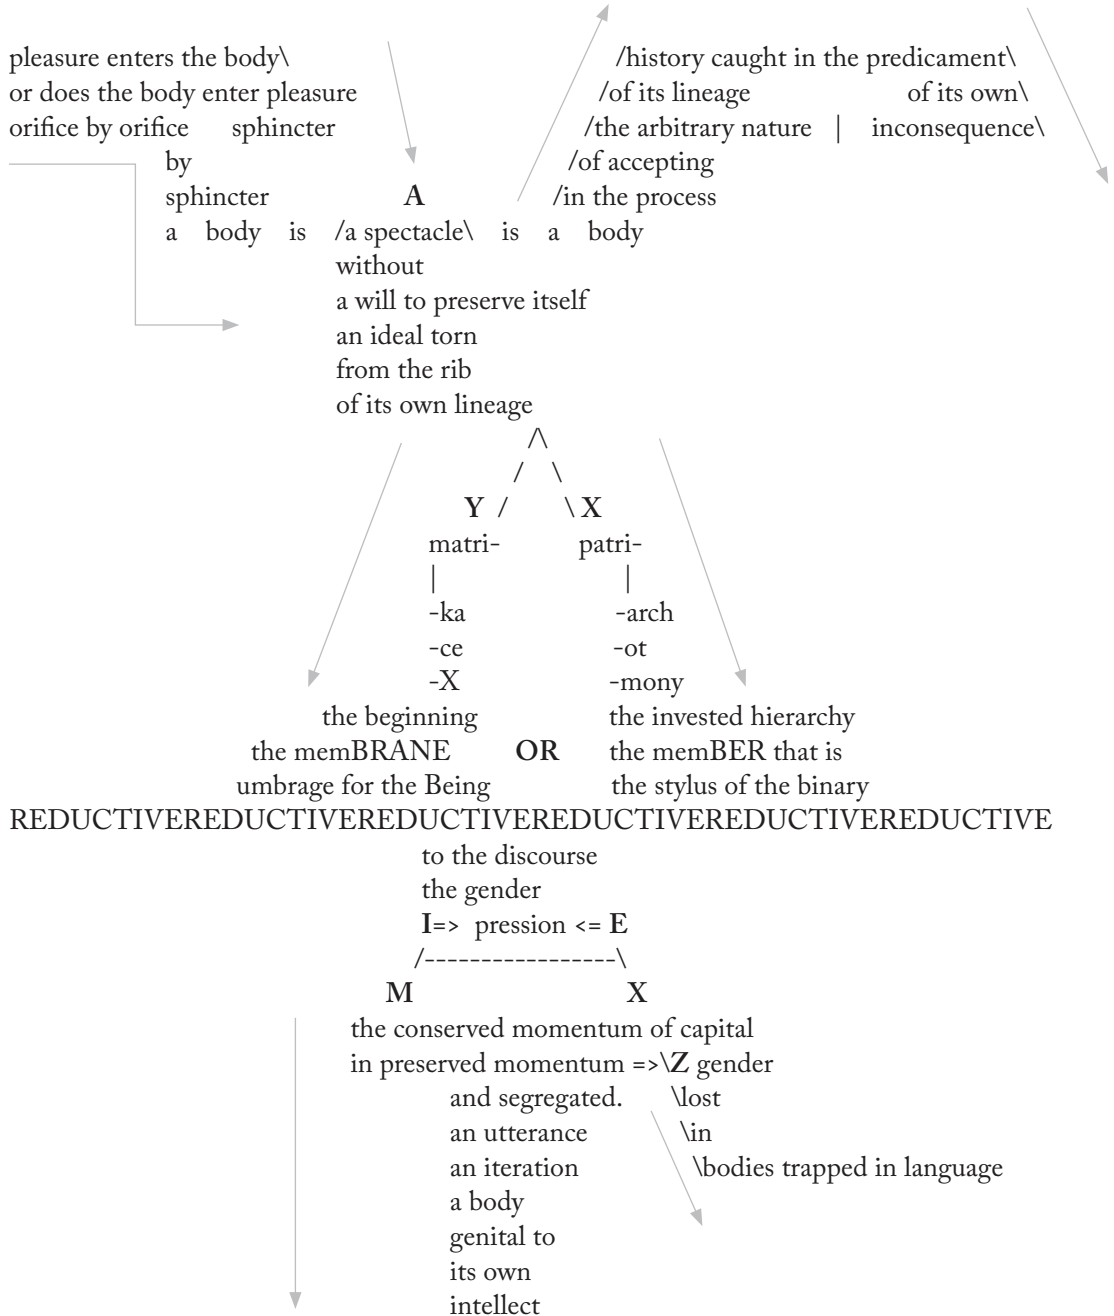 pleasure enters the body\ /history caught in the predicament\
or does the body enter pleasure /of its lineage of its own\
orifice by orifice sphincter /the arbitrary nature | inconsequence\
by /of accepting
sphincter A /in the process
a body is /a spectacle\ is a body
without
a will to preserve itself
an ideal torn
from the rib
of its own lineage
/\
/ \
Y / \ X
matri- patri-
| |
-ka -arch
-ce -ot
-X -mony
the beginning the invested hierarchy
the memBRANE OR the memBER that is
umbrage for the Being the stylus of the binary
REDUCTIVEREDUCTIVEREDUCTIVEREDUCTIVEREDUCTIVEREDUCTIVE
to the discourse
the gender
I=> pression <= E
/-----------------\
M X
the conserved momentum of capital
in preserved momentum =>\Z gender
and segregated. \lost
an utterance \in
an iteration \bodies trapped in language
a body
genital to
its own
intellect